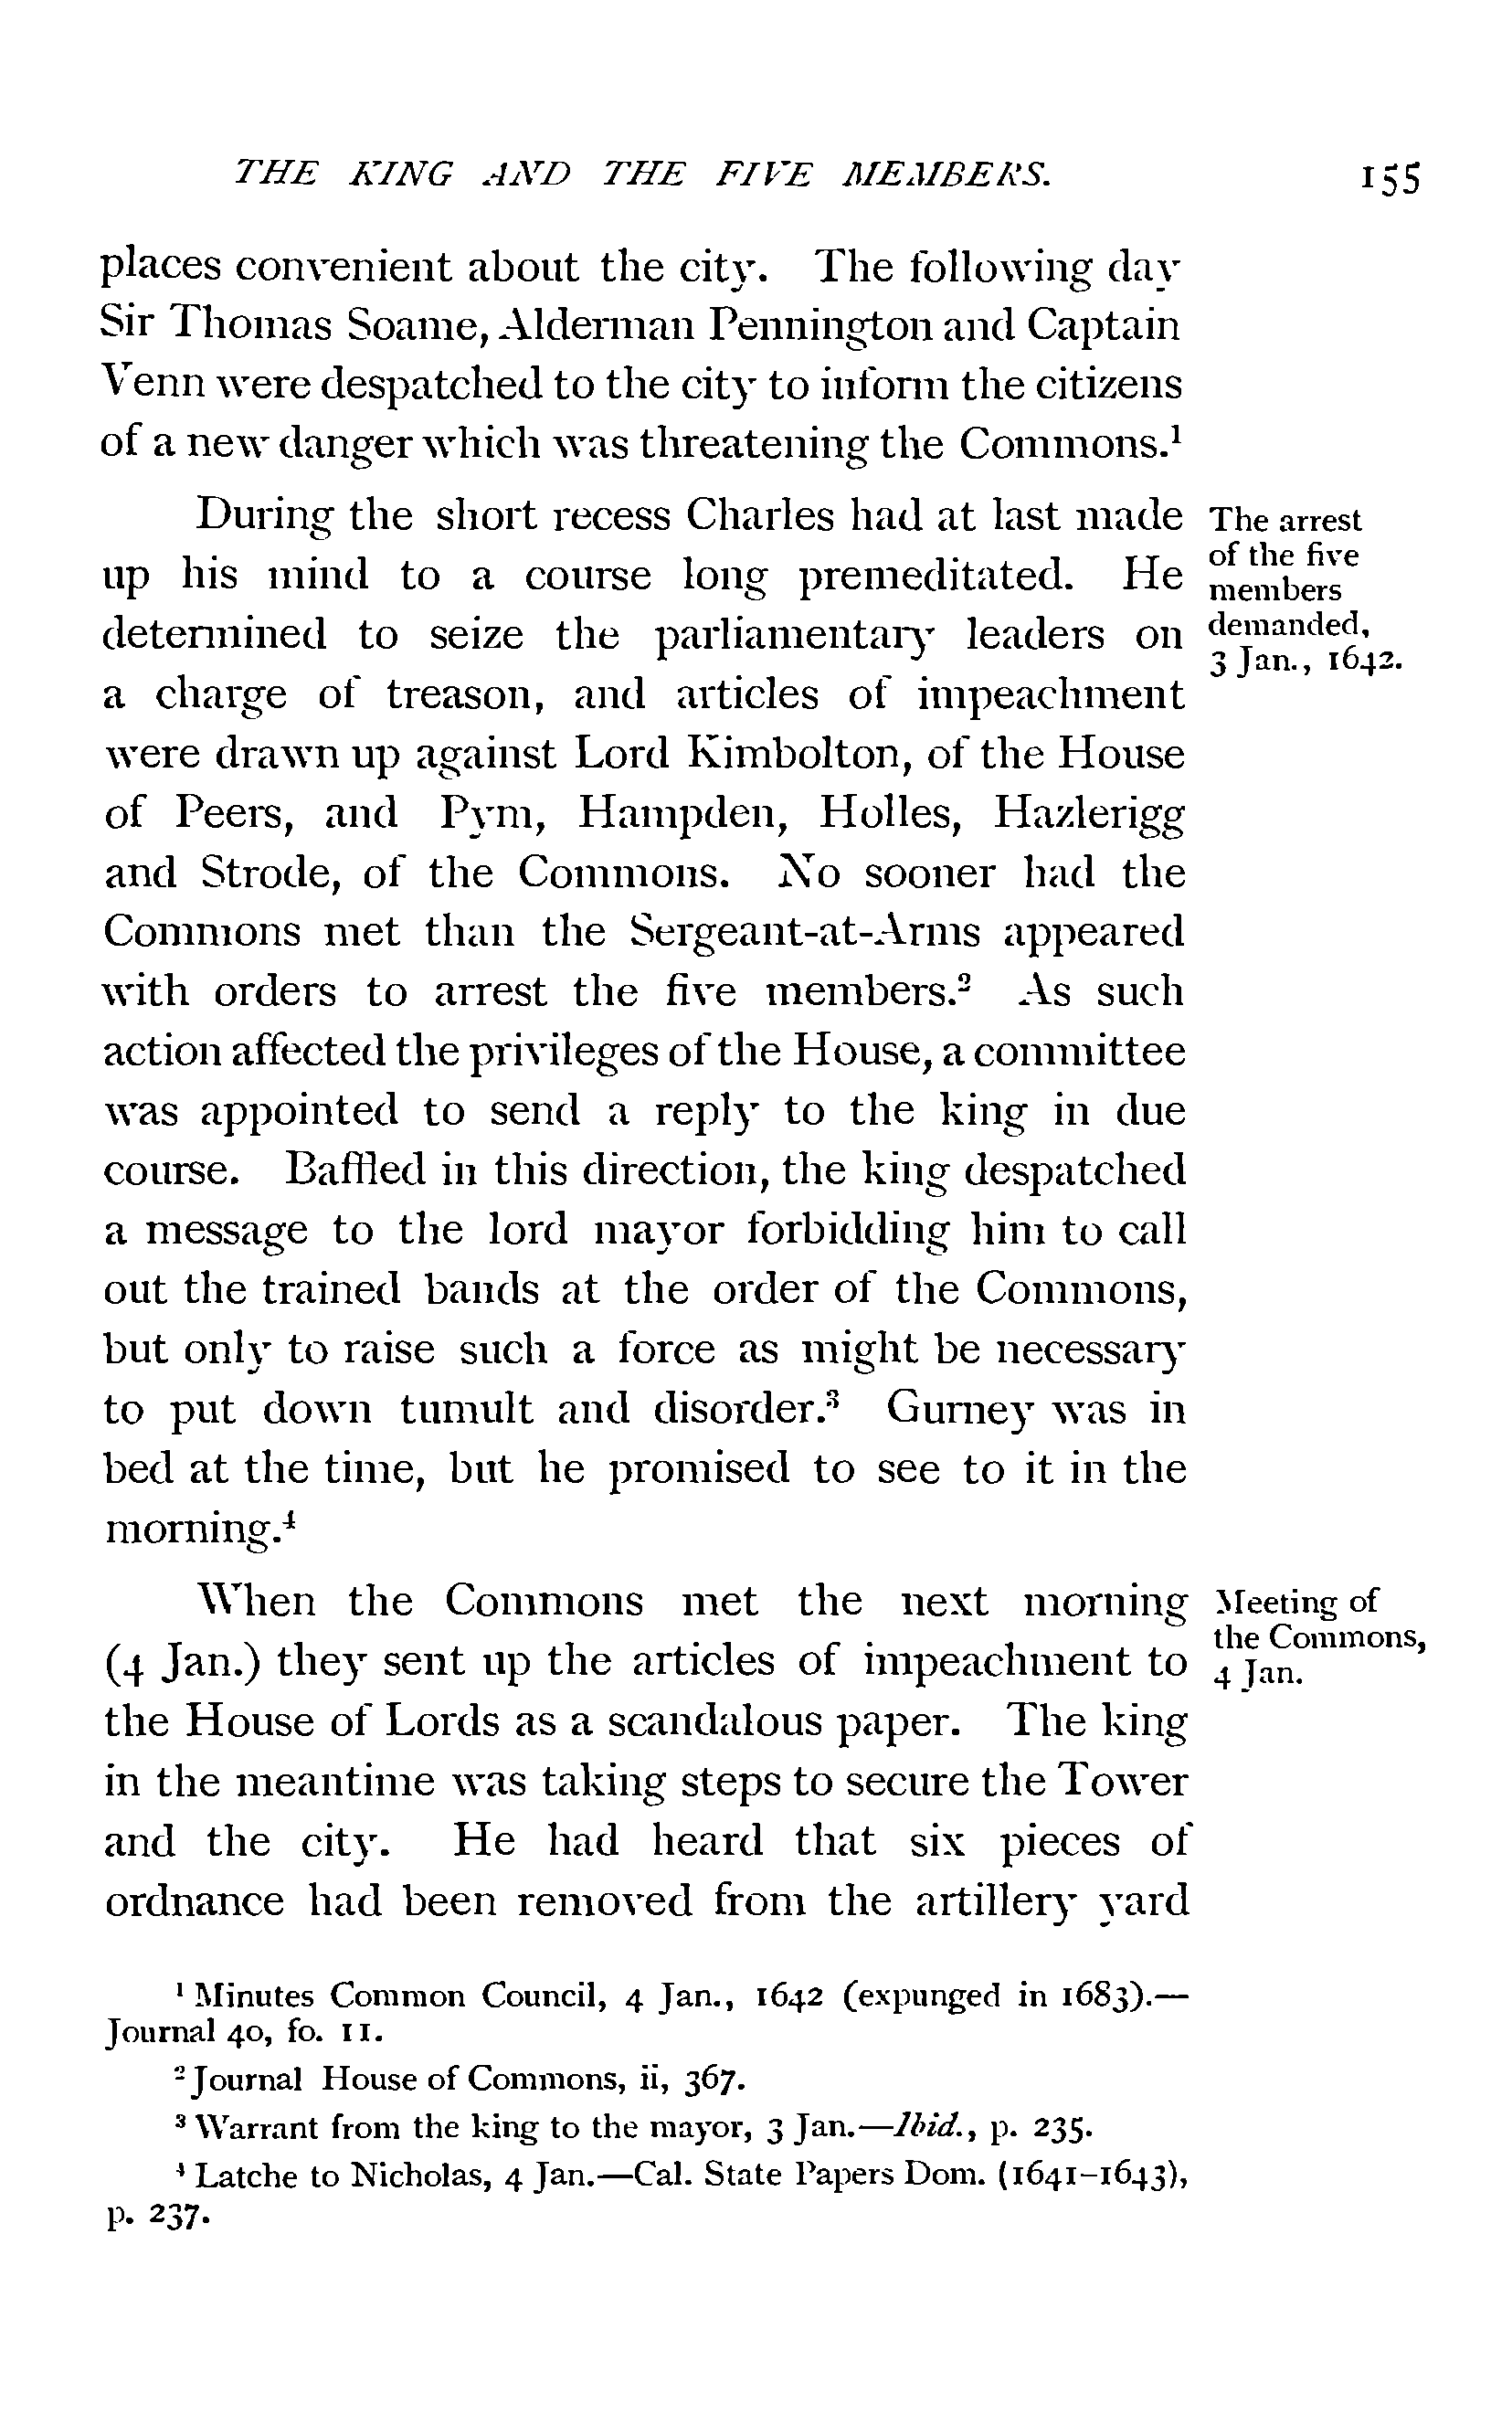 THE KING AND THE FIVE MEMBERS. 155
places convenient about the city. The following day
Sir Thomas Soame, Alderman Pennington and Captain
Venn were despatched to the city to inform the citizens
of a new danger which was threatening the Commons.¹
During the short recess Charles had at last made
up his mind to a course long premeditated. He
determined to seize the parliamentary leaders on
a charge of treason, and articles of impeachment
were drawn up against Lord Kimbolton, of the House
of Peers, and Pym, Hampden, Holles, Hazlerigg
and Strode, of the Commons. No sooner had the
Commons met than the Sergeant-at-Arms appeared
with orders to arrest the five members.² As such
action affected the privileges of the House, a committee
was appointed to send a reply to the king in due
course. Baffled in this direction, the king despatched
a message to the lord mayor forbidding him to call
out the trained bands at the order of the Commons,
but only to raise such a force as might be necessary
to put down tumult and disorder.³ Gurney was in
bed at the time, but he promised to see to it in the
morning.⁴
The arrest
of the five
members
demanded,
3 Jan., 1642.
When the Commons met the next morning
(4 Jan.) they sent up the articles of impeachment to
the House of Lords as a scandalous paper. The king
in the meantime was taking steps to secure the Tower
and the city. He had heard that six pieces of
ordnance had been removed from the artillery yard
Meeting of
the Commons,
4 Jan.
¹ Minutes Common Council, 4 Jan., 1642 (expunged in 1683).—
Journal 40, fo. 11.
² Journal House of Commons, ii, 367.
³ Warrant from the king to the mayor, 3 Jan.—Ibid., p. 235.
⁴ Latche to Nicholas, 4 Jan.—Cal. State Papers Dom. (1641-1643),
p. 237.